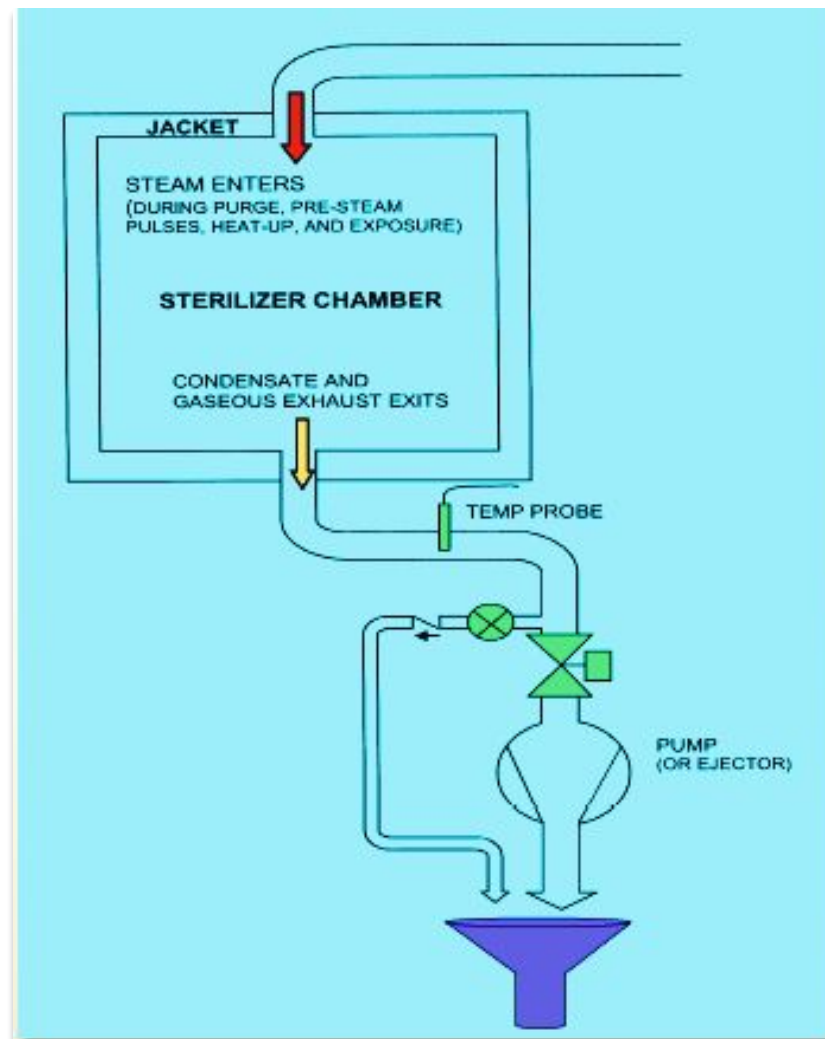 JACKET
STEAM ENTERS
(DURING PURGE, PRE-STEAM
PULSES, HEAT-UP, AND EXPOSURE)
STERILIZER CHAMBER
CONDENSATE AND
GASEOUS EXHAUST EXITS
TEMP PROBE
PUMP
(OR EJECTOR)